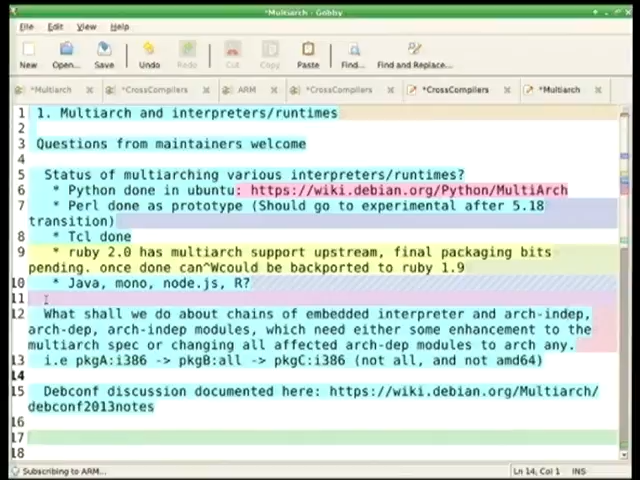 *Multiarch - Gobby
File Edit View Help
New Open... Save Undo Redo Cut Copy Paste Find... Find and Replace...
*Multiarch *CrossCompilers ARM *CrossCompilers *CrossCompilers *Multiarch
1 1. Multiarch and interpreters/runtimes
2
3 Questions from maintainers welcome
4
5 Status of multiarching various interpreters/runtimes?
6 * Python done in ubuntu: https://wiki.debian.org/Python/MultiArch
7 * Perl done as prototype (Should go to experimental after 5.18
transition)
8 * Tcl done
9 * ruby 2.0 has multiarch support upstream, final packaging bits
pending. once done can^Wcould be backported to ruby 1.9
10 * Java, mono, node.js, R?
11
12 What shall we do about chains of embedded interpreter and arch-indep,
arch-dep, arch-indep modules, which need either some enhancement to the
multiarch spec or changing all affected arch-dep modules to arch any.
13 i.e pkgA:i386 -> pkgB:all -> pkgC:i386 (not all, and not amd64)
14
15 Debconf discussion documented here: https://wiki.debian.org/Multiarch/
debconf2013notes
16
17
18
Subscribing to ARM... Ln 14, Col 1 INS